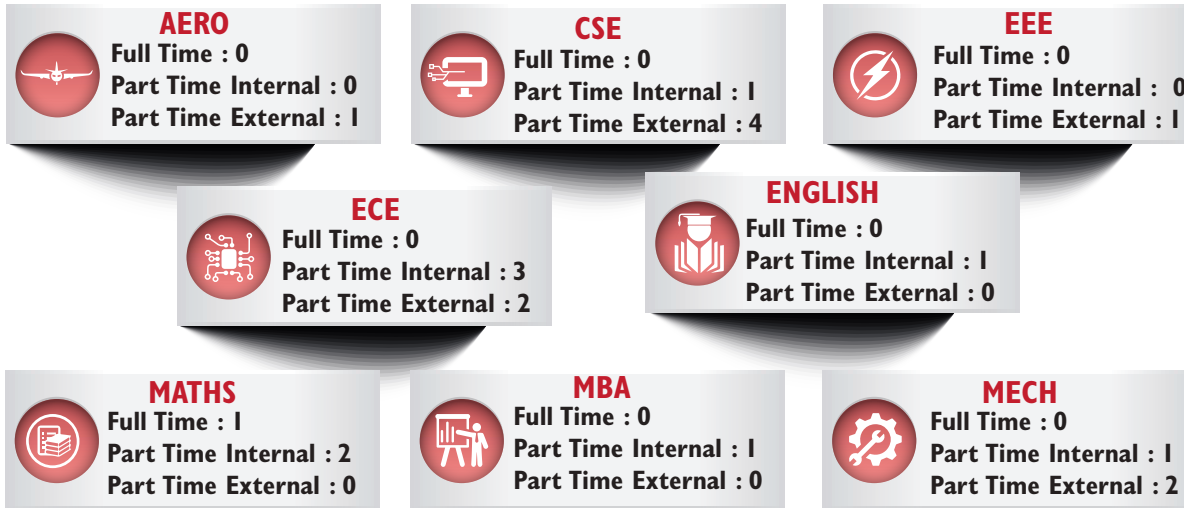 AERO
Full Time : 0
Part Time Internal : 0
Part Time External : 1
CSE
Full Time : 0
Part Time Internal : 1
Part Time External : 4
EEE
Full Time : 0
Part Time Internal : 0
Part Time External : 1
ECE
Full Time : 0
Part Time Internal : 3
Part Time External : 2
ENGLISH
Full Time : 0
Part Time Internal : 1
Part Time External : 0
MATHS
Full Time : 1
Part Time Internal : 2
Part Time External : 0
MBA
Full Time : 0
Part Time Internal : 1
Part Time External : 0
MECH
Full Time : 0
Part Time Internal : 1
Part Time External : 2